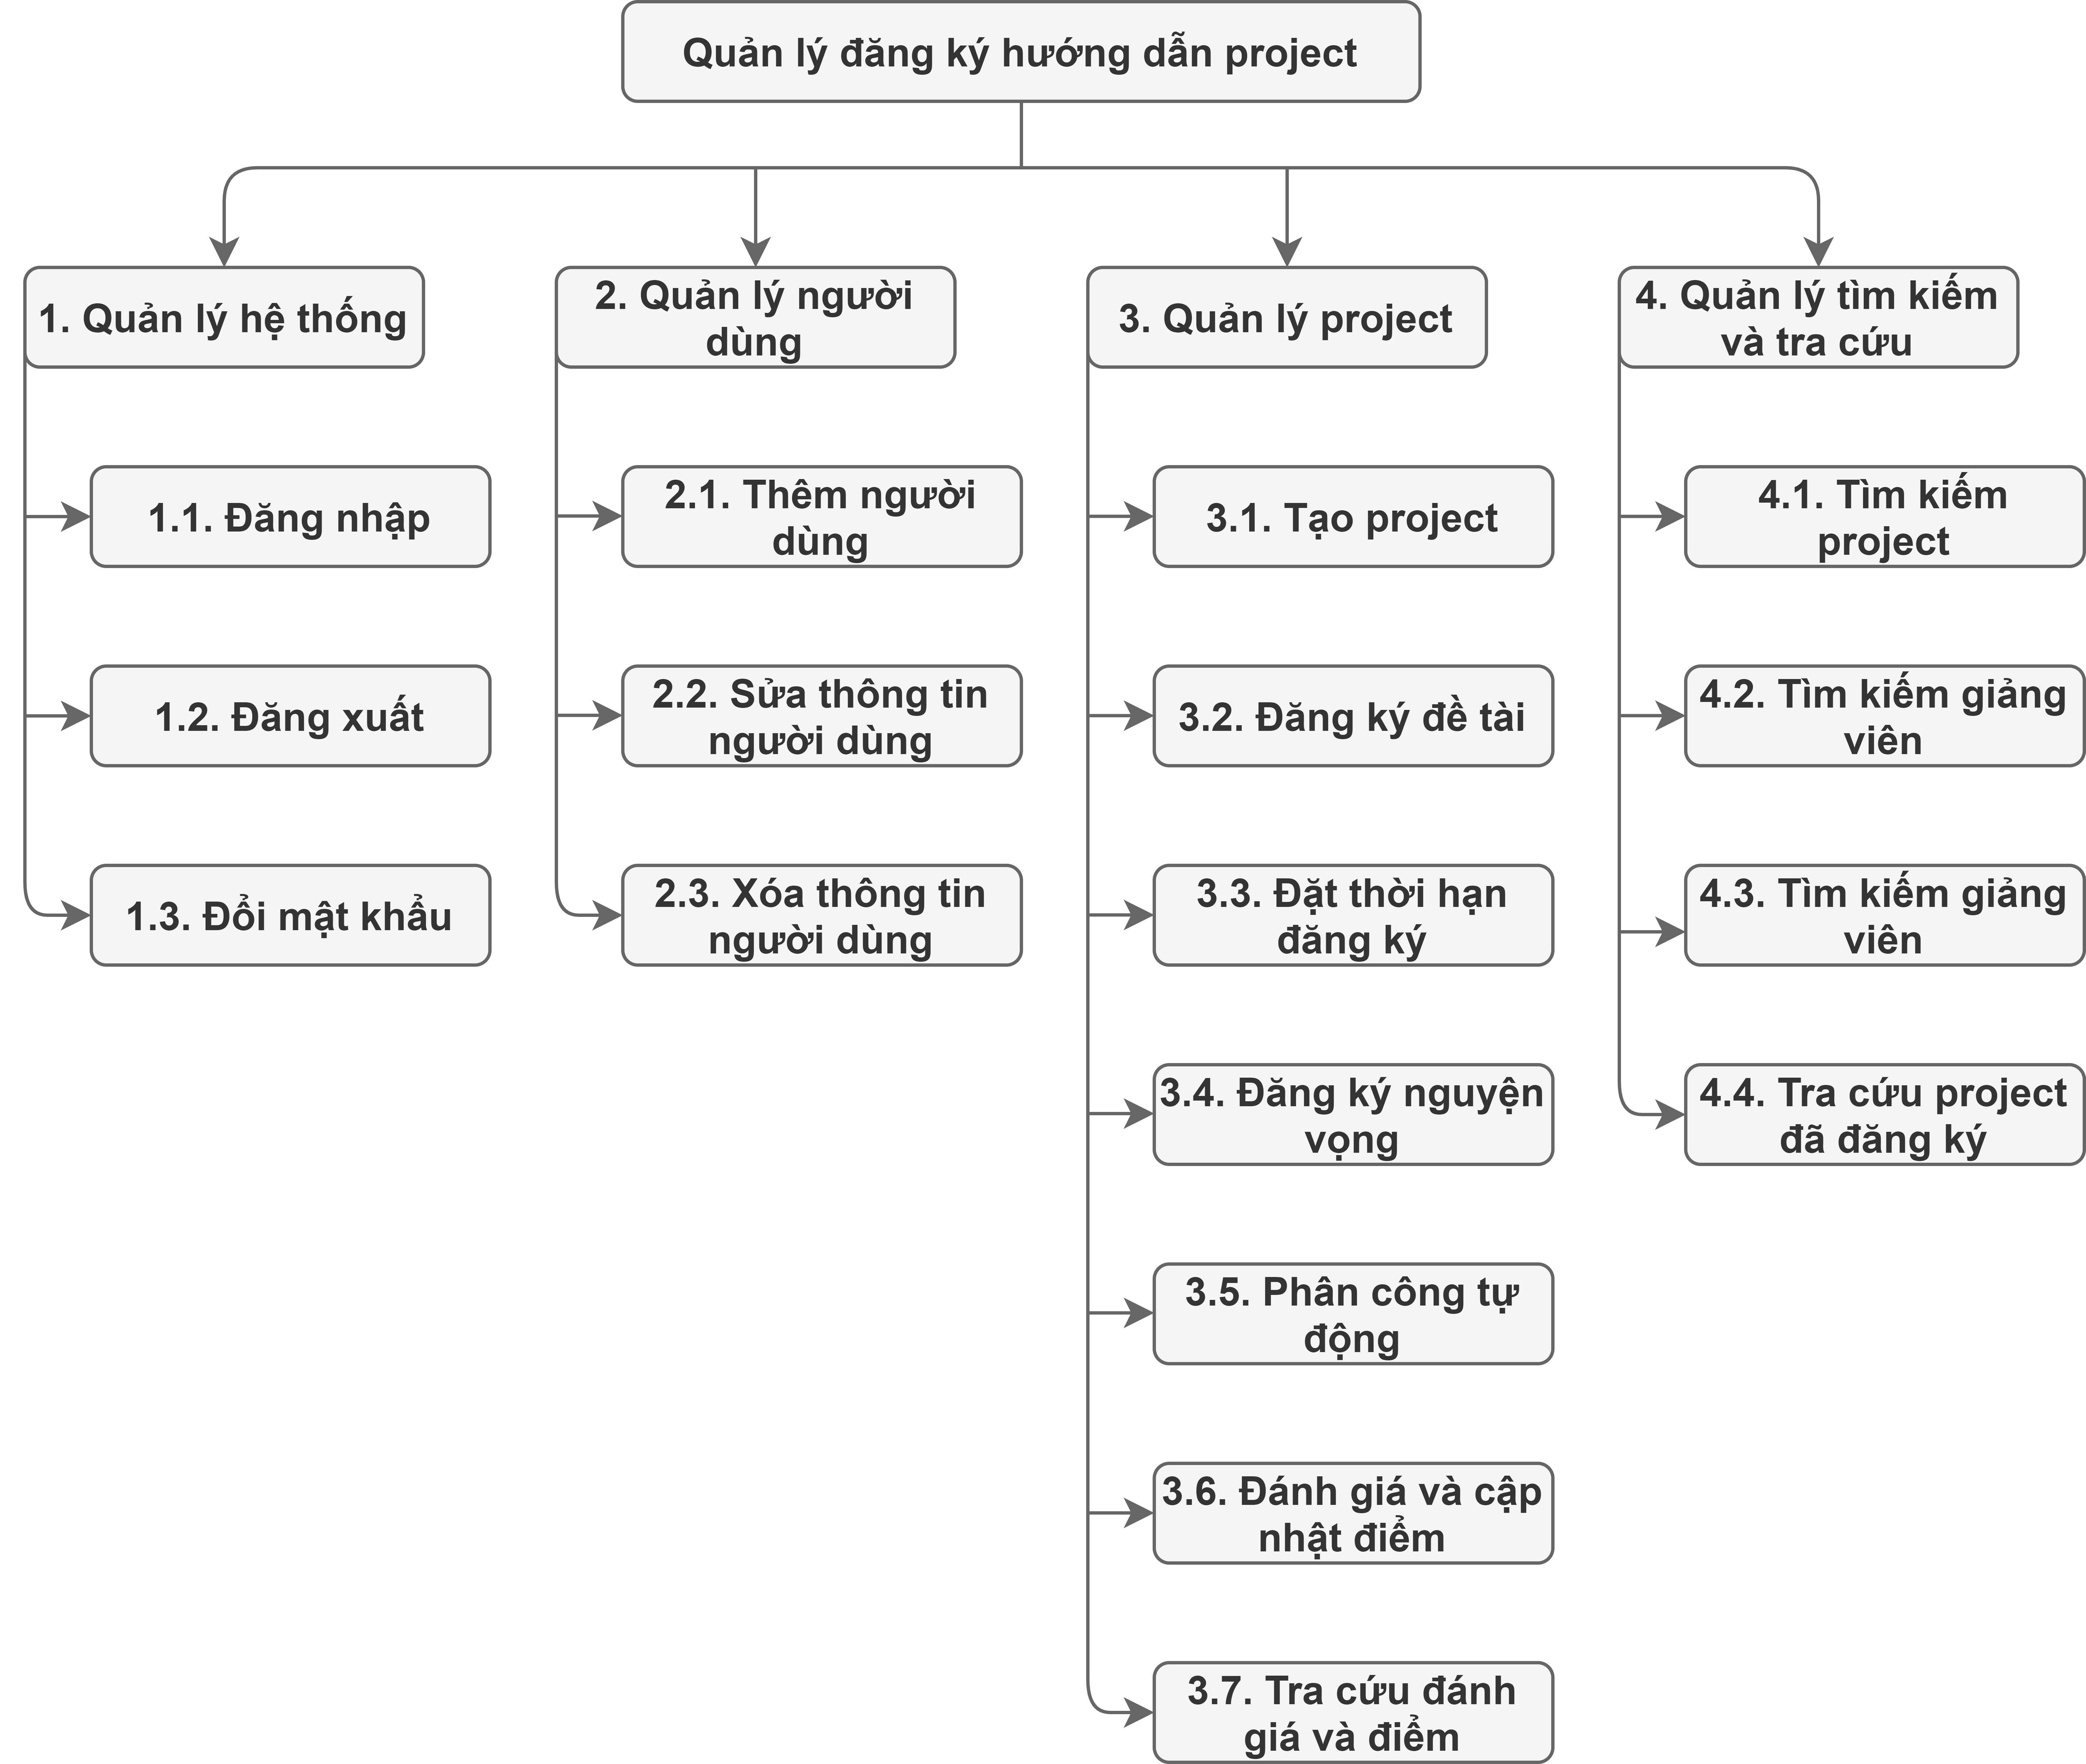 Quản lý đăng ký hướng dẫn project
1. Quản lý hệ thống
2. Quản lý người
dùng
3. Quản lý project
4. Quản lý tìm kiếm
và tra cứu
1.1. Đăng nhập
1.2. Đăng xuất
1.3. Đổi mật khẩu
2.1. Thêm người
dùng
2.2. Sửa thông tin
người dùng
2.3. Xóa thông tin
người dùng
3.1. Tạo project
3.2. Đăng ký đề tài
3.3. Đặt thời hạn
đăng ký
3.4. Đăng ký nguyện
vọng
3.5. Phân công tự
động
3.6. Đánh giá và cập
nhật điểm
3.7. Tra cứu đánh
giá và điểm
4.1. Tìm kiếm
project
4.2. Tìm kiếm giảng
viên
4.3. Tìm kiếm giảng
viên
4.4. Tra cứu project
đã đăng ký